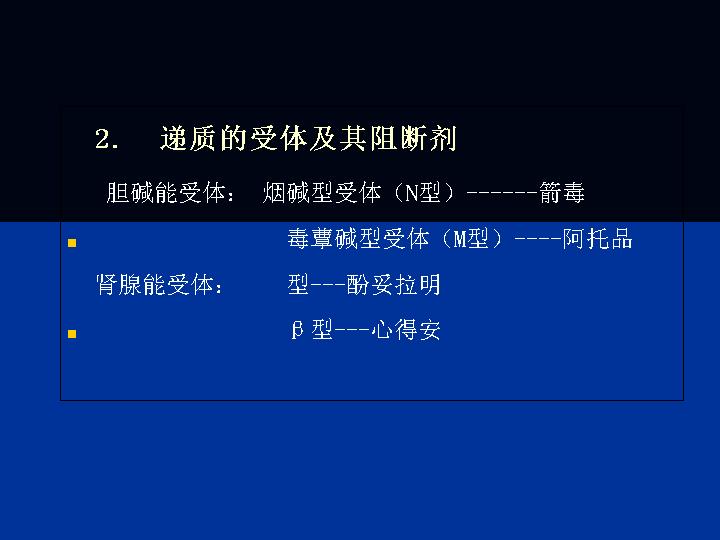 2. 递质的受体及其阻断剂
胆碱能受体： 烟碱型受体（N型）------箭毒
■ 毒蕈碱型受体（M型）----阿托品
肾腺能受体： 型---酚妥拉明
■ β型---心得安